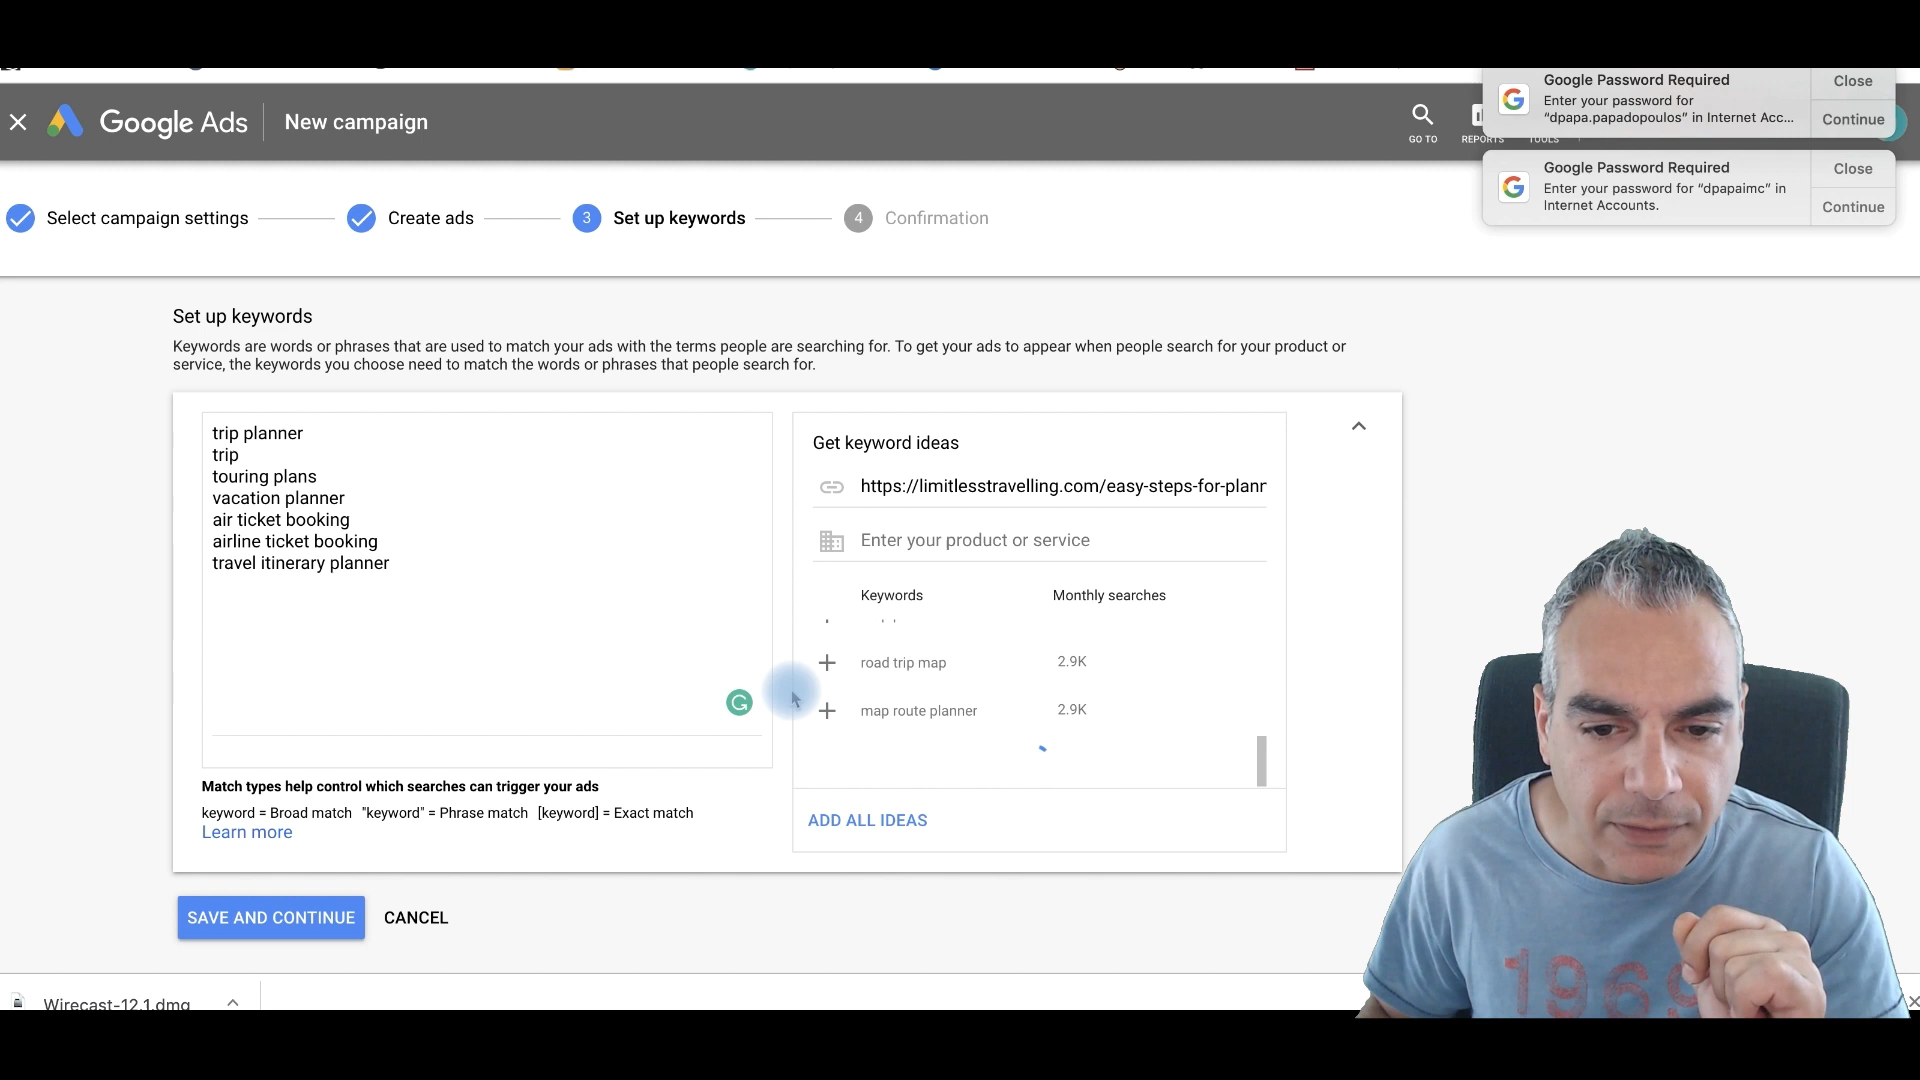 Google Ads
New campaign
GO TO
REPORTS
TOOLS
Google Password Required
Enter your password for
“dpapa.papadopoulos” in Internet Acc...
Close
Continue
Google Password Required
Enter your password for “dpapaimc” in
Internet Accounts.
Close
Continue
Select campaign settings
Create ads
3 Set up keywords
4 Confirmation
Set up keywords
Keywords are words or phrases that are used to match your ads with the terms people are searching for. To get your ads to appear when people search for your product or
service, the keywords you choose need to match the words or phrases that people search for.
trip planner
trip
touring plans
vacation planner
air ticket booking
airline ticket booking
travel itinerary planner
Match types help control which searches can trigger your ads
keyword = Broad match "keyword" = Phrase match [keyword] = Exact match
Learn more
Get keyword ideas
https://limitlesstravelling.com/easy-steps-for-plann
Enter your product or service
Keywords Monthly searches
road trip map 2.9K
map route planner 2.9K
ADD ALL IDEAS
SAVE AND CONTINUE
CANCEL
Wirecast-12.1.dmg
1969